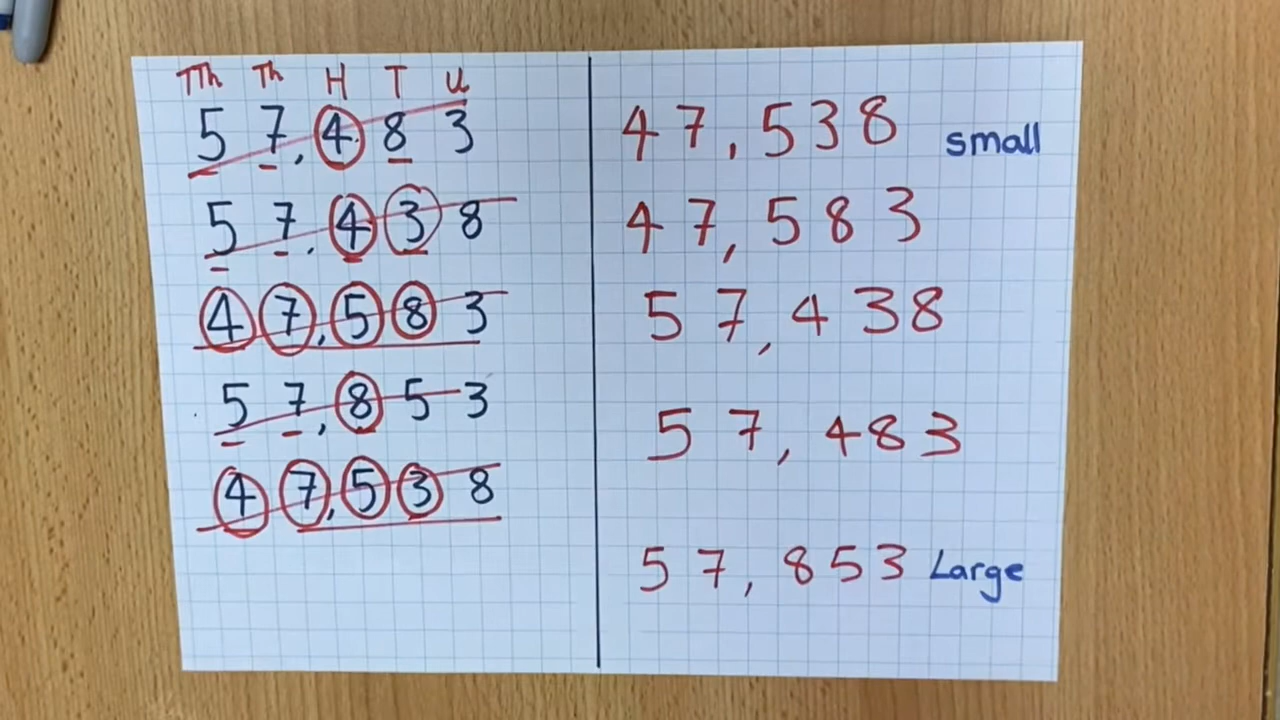 TTh Th H T U
57,483
57,438
47,583
57,853
47,538
47,538 small
47,583
57,438
57,483
57,853 Large